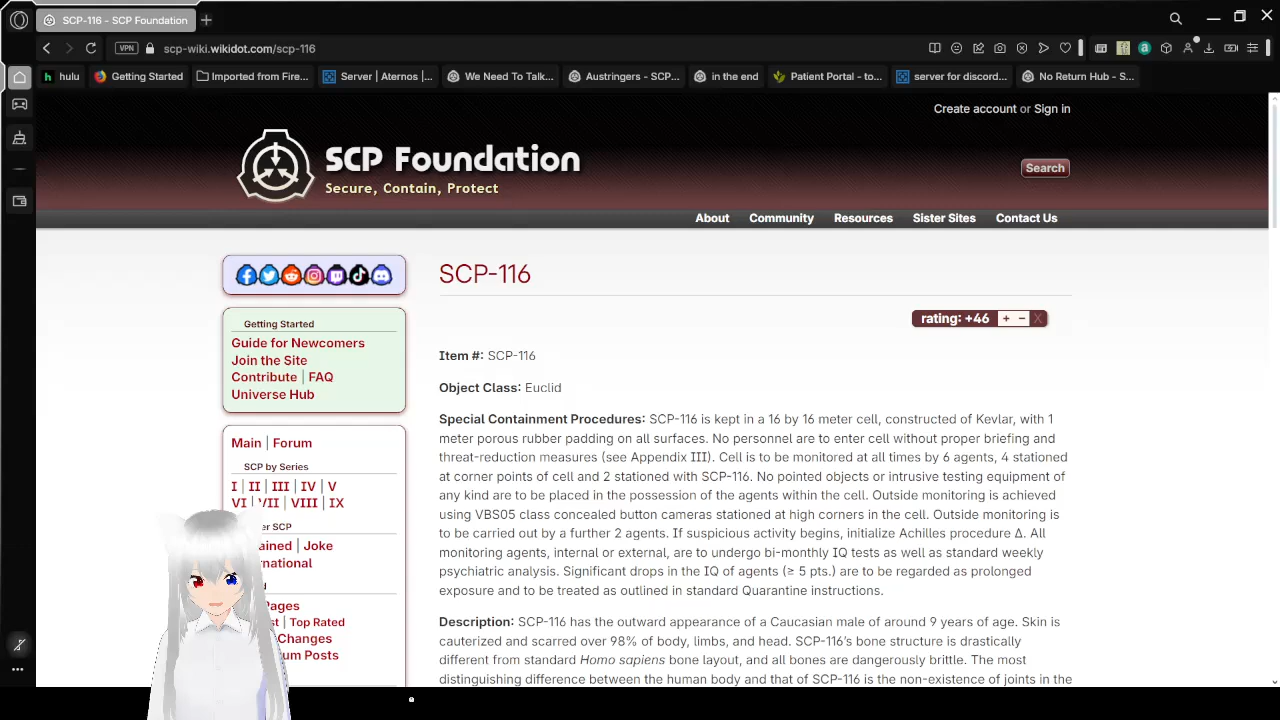 SCP-116 - SCP Foundation
VPN scp-wiki.wikidot.com/scp-116
h hulu Getting Started Imported from Fire... Server | Aternos |... We Need To Talk... Austringers - SCP... in the end Patient Portal - to... server for discord... No Return Hub - S...
Create account or Sign in
SCP Foundation
Secure, Contain, Protect
Search
About Community Resources Sister Sites Contact Us
Getting Started
Guide for Newcomers
Join the Site
Contribute | FAQ
Universe Hub
Main | Forum
SCP by Series
I | II | III | IV | V
VI | VII | VIII | IX
er SCP
ained | Joke
national
d
Pages
st | Top Rated
Changes
um Posts
SCP-116
rating: +46 + − X
Item #: SCP-116
Object Class: Euclid
Special Containment Procedures: SCP-116 is kept in a 16 by 16 meter cell, constructed of Kevlar, with 1
meter porous rubber padding on all surfaces. No personnel are to enter cell without proper briefing and
threat-reduction measures (see Appendix III). Cell is to be monitored at all times by 6 agents, 4 stationed
at corner points of cell and 2 stationed with SCP-116. No pointed objects or intrusive testing equipment of
any kind are to be placed in the possession of the agents within the cell. Outside monitoring is achieved
using VBS05 class concealed button cameras stationed at high corners in the cell. Outside monitoring is
to be carried out by a further 2 agents. If suspicious activity begins, initialize Achilles procedure Δ. All
monitoring agents, internal or external, are to undergo bi-monthly IQ tests as well as standard weekly
psychiatric analysis. Significant drops in the IQ of agents (≥ 5 pts.) are to be regarded as prolonged
exposure and to be treated as outlined in standard Quarantine instructions.
Description: SCP-116 has the outward appearance of a Caucasian male of around 9 years of age. Skin is
cauterized and scarred over 98% of body, limbs, and head. SCP-116's bone structure is drastically
different from standard Homo sapiens bone layout, and all bones are dangerously brittle. The most
distinguishing difference between the human body and that of SCP-116 is the non-existence of joints in the